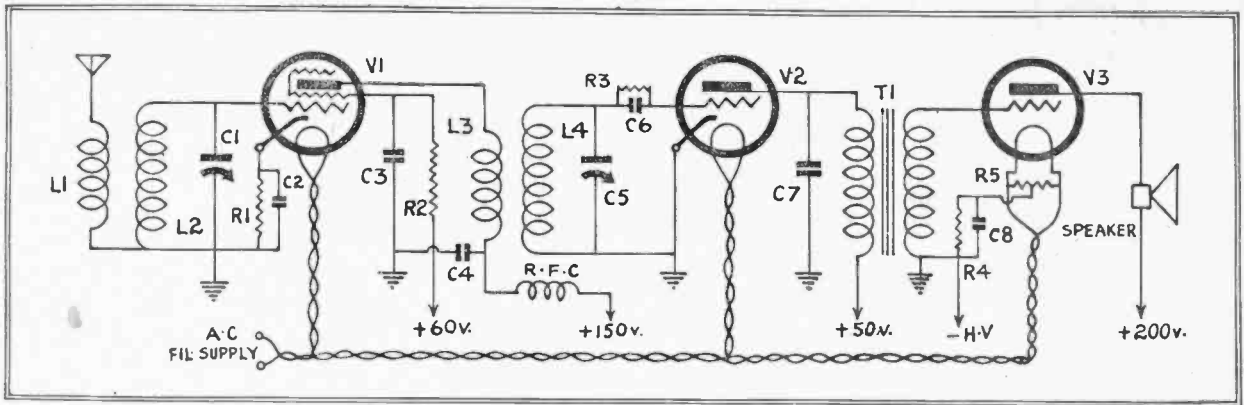 V1
V2
V3
R3
T1
C1
L3
C6
L4
L1
C2
C3
R2
C5
C7
R5
L2
R1
C8
SPEAKER
C4
R.F.C
R4
A.C
FIL. SUPPLY
+60v.
+150v.
+50v.
-H.V
+200v.